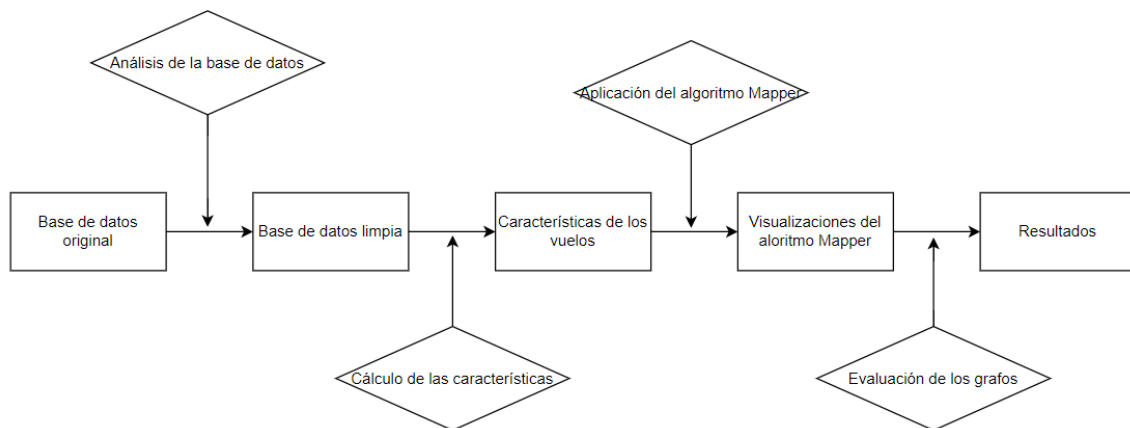 Análisis de la base de datos
Aplicación del algoritmo Mapper
Base de datos
original
Base de datos limpia
Características de los
vuelos
Visualizaciones del
aloritmo Mapper
Resultados
Cálculo de las características
Evaluación de los grafos